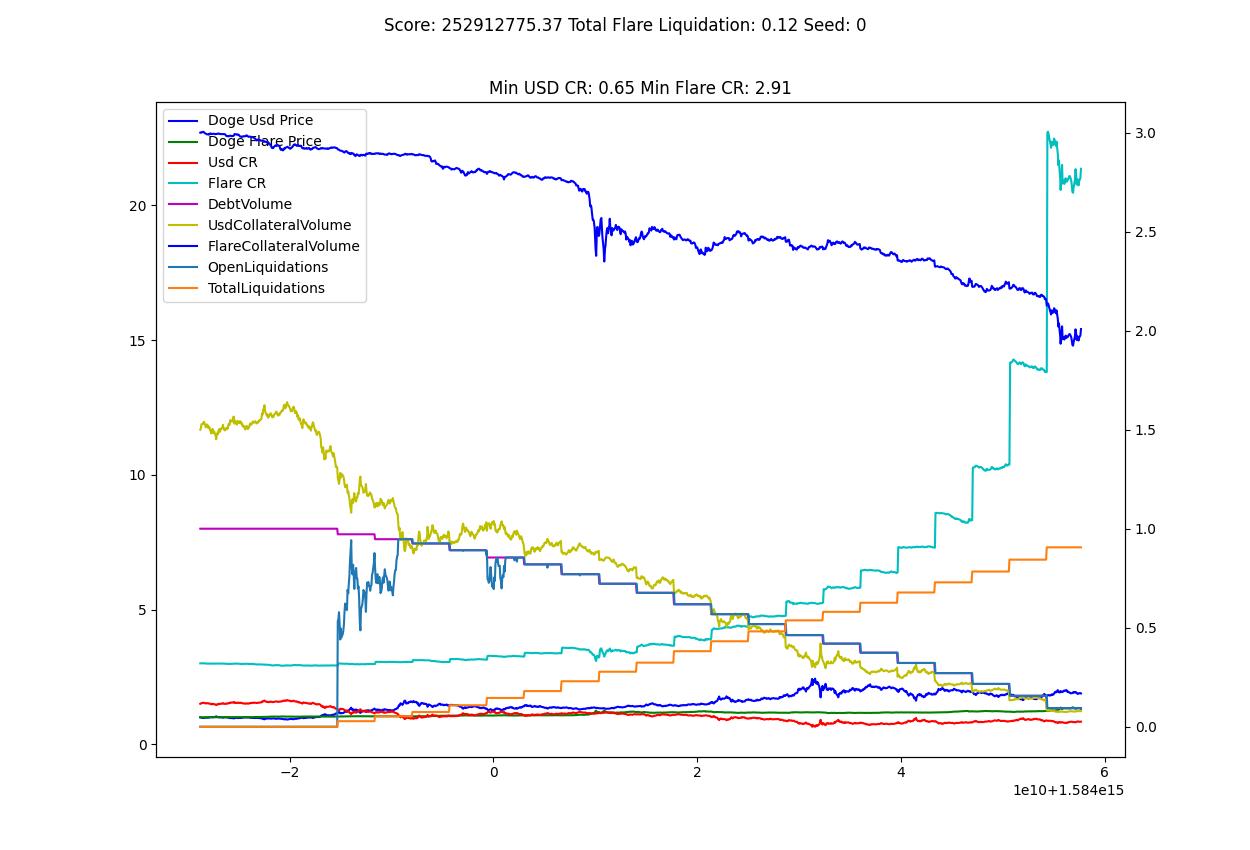 Score: 252912775.37 Total Flare Liquidation: 0.12 Seed: 0
Min USD CR: 0.65 Min Flare CR: 2.91
Doge Usd Price
Doge Flare Price
Usd CR
Flare CR
DebtVolume
UsdCollateralVolume
FlareCollateralVolume
OpenLiquidations
TotalLiquidations
20
15
10
5
0
3.0
2.5
2.0
1.5
1.0
0.5
0.0
−2
0
2
4
6
1e10+1.584e15